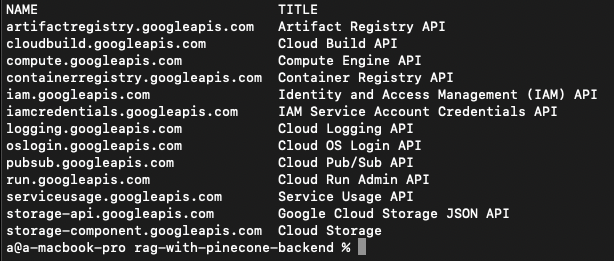 NAME TITLE
artifactregistry.googleapis.com Artifact Registry API
cloudbuild.googleapis.com Cloud Build API
compute.googleapis.com Compute Engine API
containerregistry.googleapis.com Container Registry API
iam.googleapis.com Identity and Access Management (IAM) API
iamcredentials.googleapis.com IAM Service Account Credentials API
logging.googleapis.com Cloud Logging API
oslogin.googleapis.com Cloud OS Login API
pubsub.googleapis.com Cloud Pub/Sub API
run.googleapis.com Cloud Run Admin API
serviceusage.googleapis.com Service Usage API
storage-api.googleapis.com Google Cloud Storage JSON API
storage-component.googleapis.com Cloud Storage
a@a-macbook-pro rag-with-pinecone-backend %